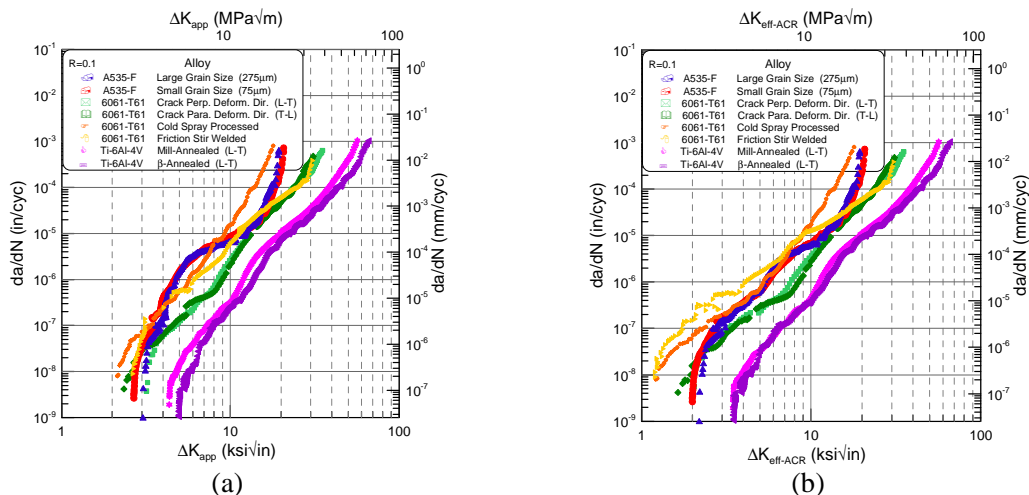 ΔK_app (MPa√m)
10 100
10^-1
10^-2
10^-3
10^-4
10^-5
10^-6
10^-7
10^-8
10^-9
da/dN (in/cyc)
R=0.1 Alloy
A535-F Large Grain Size (275μm)
A535-F Small Grain Size (75μm)
6061-T61 Crack Perp. Deform. Dir. (L-T)
6061-T61 Crack Para. Deform. Dir. (T-L)
6061-T61 Cold Spray Processed
6061-T61 Friction Stir Welded
Ti-6Al-4V Mill-Annealed (L-T)
Ti-6Al-4V β-Annealed (L-T)
10^0
10^-1
10^-2
10^-3
10^-4
10^-5
10^-6
10^-7
da/dN (mm/cyc)
1 10 100
ΔK_app (ksi√in)
(a)
ΔK_eff-ACR (MPa√m)
10 100
10^-1
10^-2
10^-3
10^-4
10^-5
10^-6
10^-7
10^-8
10^-9
da/dN (in/cyc)
R=0.1 Alloy
A535-F Large Grain Size (275μm)
A535-F Small Grain Size (75μm)
6061-T61 Crack Perp. Deform. Dir. (L-T)
6061-T61 Crack Para. Deform. Dir. (T-L)
6061-T61 Cold Spray Processed
6061-T61 Friction Stir Welded
Ti-6Al-4V Mill-Annealed (L-T)
Ti-6Al-4V β-Annealed (L-T)
10^0
10^-1
10^-2
10^-3
10^-4
10^-5
10^-6
10^-7
da/dN (mm/cyc)
1 10 100
ΔK_eff-ACR (ksi√in)
(b)